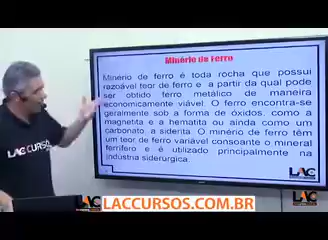 Minério de Ferro
Minério de ferro é toda rocha que possui
razoável teor de ferro e a partir da qual pode
ser obtido ferro metálico de maneira
economicamente viável. O ferro encontra-se
geralmente sob a forma de óxidos, como a
magnetita e a hematita ou ainda como um
carbonato, a siderita. O minério de ferro têm
um teor de ferro variável consoante o mineral
ferrífero e é utilizado principalmente na
indústria siderurgica.
LAC CURSOS
LAC
LACCURSOS.COM.BR